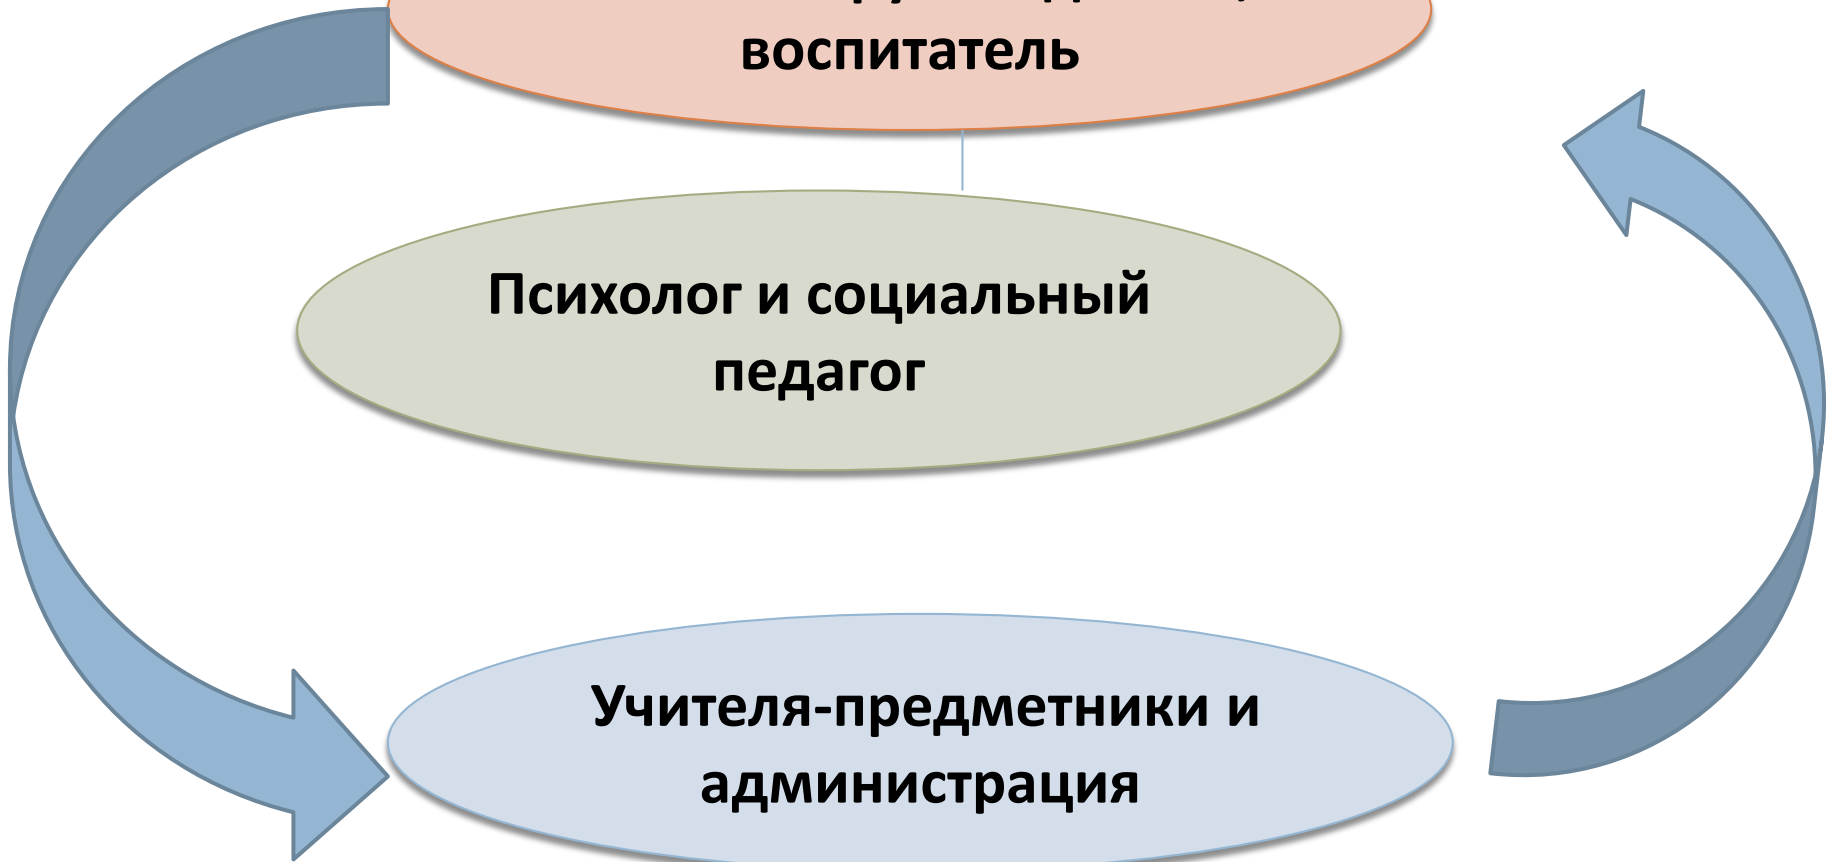 воспитатель
Психолог и социальный
педагог
Учителя-предметники и
администрация